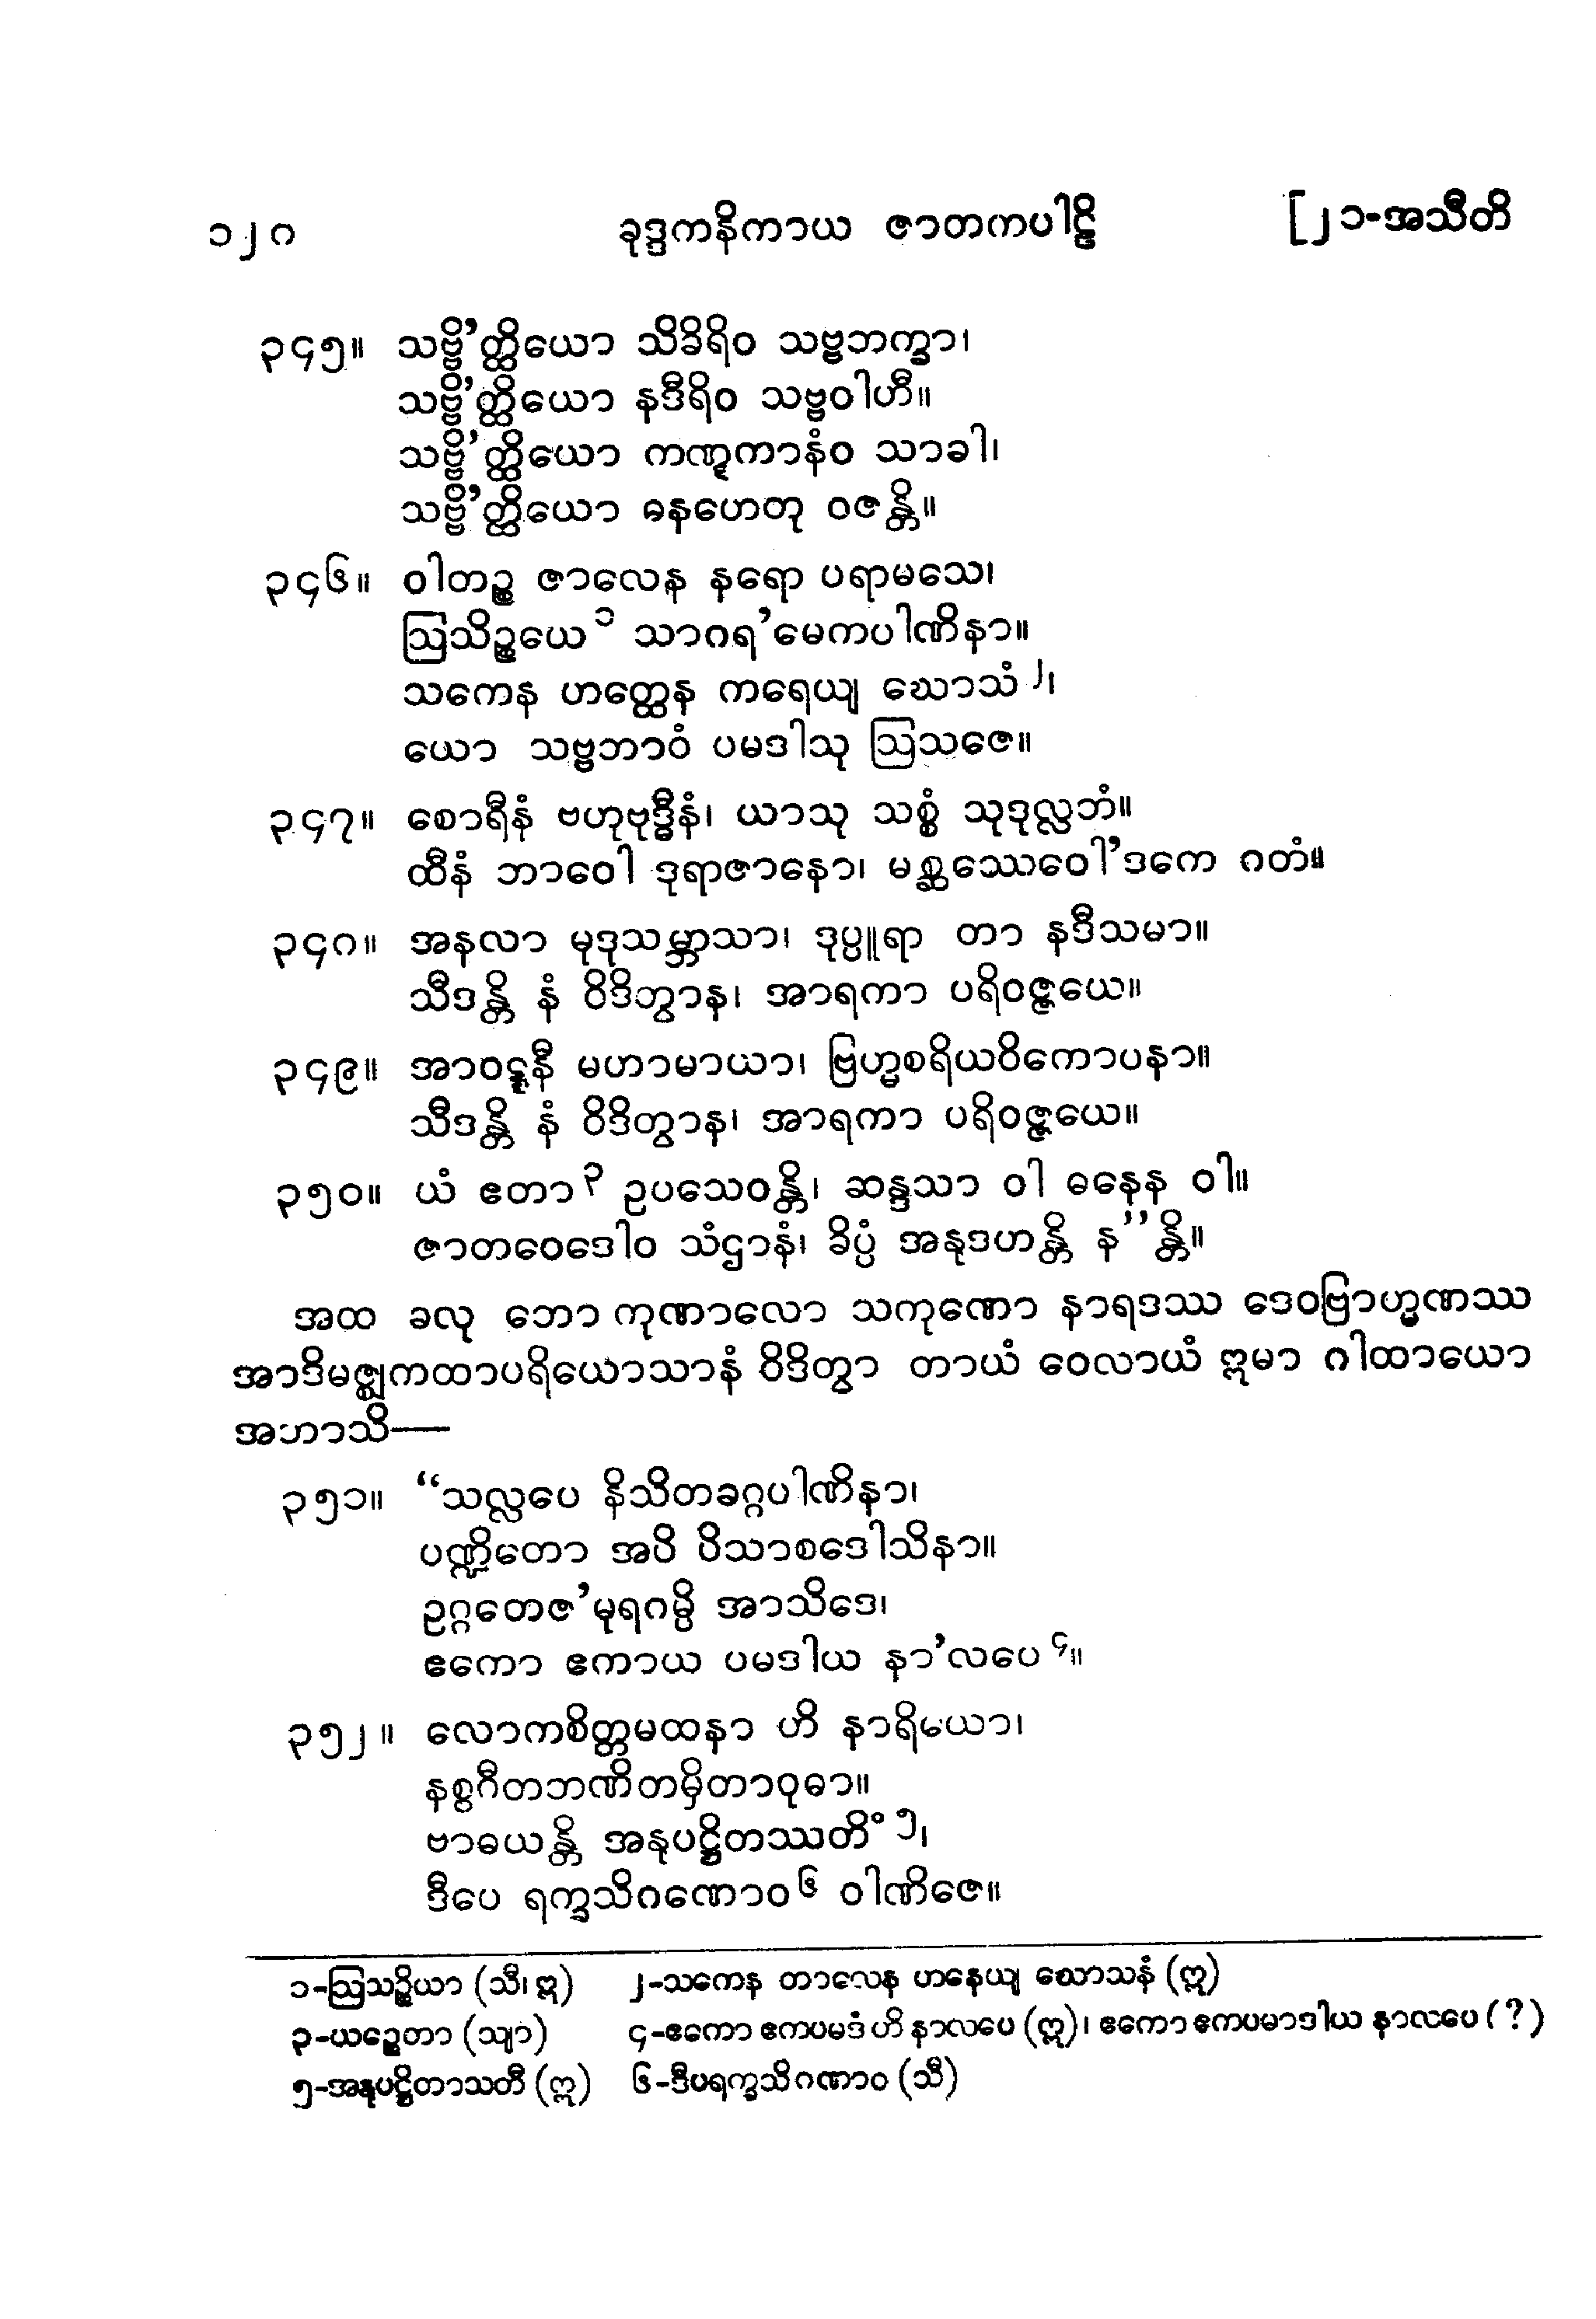 ၁၂၈ ခုဒ္ဒကနိကာယ ဇာတကပါဠိ [၂၁-အသီတိ
၃၄၅။ သဗ္ဗိ’တ္ထိယော သိခိရိဝ သဗ္ဗဘက္ခာ၊
သဗ္ဗိ’တ္ထိယော နဒီရိဝ သဗ္ဗဝါဟီ။
သဗ္ဗိ’တ္ထိယော ကဏ္ဋကာနံဝ သာခါ၊
သဗ္ဗိ’တ္ထိယော ဓနဟေတု ဝဇန္တိ။
၃၄၆။ ဝါတဉ္စ ဇာလေန နရော ပရာမသေ၊
ဩသိဉ္စယေ ၁ သာဂရ’မေကပါဏိနာ။
သကေန ဟတ္ထေန ကရေယျ ဃောသံ ၂၊
ယော သဗ္ဗဘာဝံ ပမဒါသု ဩသဇေ။
၃၄၇။ စောရီနံ ဗဟုဗုဒ္ဓီနံ၊ ယာသု သစ္စံ သုဒုလ္လဘံ။
ထီနံ ဘာဝေါ ဒုရာဇာနော၊ မစ္ဆဿေဝေါ’ဒကေ ဂတံ။
၃၄၈။ အနလာ မုဒုသမ္ဘာသာ၊ ဒုပ္ပူရာ တာ နဒီသမာ။
သီဒန္တိ နံ ဝိဒိတွာန၊ အာရကာ ပရိဝဇ္ဇယေ။
၃၄၉။ အာဝဋ္ဋနီ မဟာမာယာ၊ ဗြဟ္မစရိယဝိကောပနာ။
သီဒန္တိ နံ ဝိဒိတွာန၊ အာရကာ ပရိဝဇ္ဇယေ။
၃၅၀။ ယံ ဧတာ ၃ ဥပသေဝန္တိ၊ ဆန္ဒသာ ဝါ ဓနေန ဝါ။
ဇာတဝေဒေါဝ သံဌာနံ၊ ခိပ္ပံ အနုဒဟန္တိ န”န္တိ။
အထ ခလု ဘော ကုဏာလော သကုဏော နာရဒဿ ဒေဝဗြာဟ္မဏဿ
အာဒိမဇ္ဈကထာပရိယောသာနံ ဝိဒိတွာ တာယံ ဝေလာယံ ဣမာ ဂါထာယော
အဟာသိ—
၃၅၁။ “သလ္လပေ နိသိတခဂ္ဂပါဏိနာ၊
ပဏ္ဍိတော အပိ ပိသာစဒေါသိနာ။
ဥဂ္ဂတေဇ’မုရဂမ္ပိ အာသိဒေ၊
ဧကော ဧကာယ ပမဒါယ နာ’လပေ ၄။
၃၅၂။ လောကစိတ္တမထနာ ဟိ နာရိယော၊
နစ္စဂီတဘဏိတမှိတာဝုဓာ။
ဗာဓယန္တိ အနုပဋ္ဌိတဿတိံ ၅၊
ဒီပေ ရက္ခသိဂဏောဝ ၆ ဝါဏိဇေ။
၁-ဩသဉ္စိယာ (သီ၊ ဣ) ၂-သကေန တာလေန ဟနေယျ ဃောသနံ (ဣ)
၃-ယဉ္စေတာ (သျာ) ၄-ဧကော ဧကပမဒံ ဟိ နာလပေ (ဣ)၊ ဧကော ဧကပမာဒါယ နာလပေ (?)
၅-အနုပဋ္ဌိတာသတီ (ဣ) ၆-ဒီပရက္ခသိဂဏာဝ (သီ)